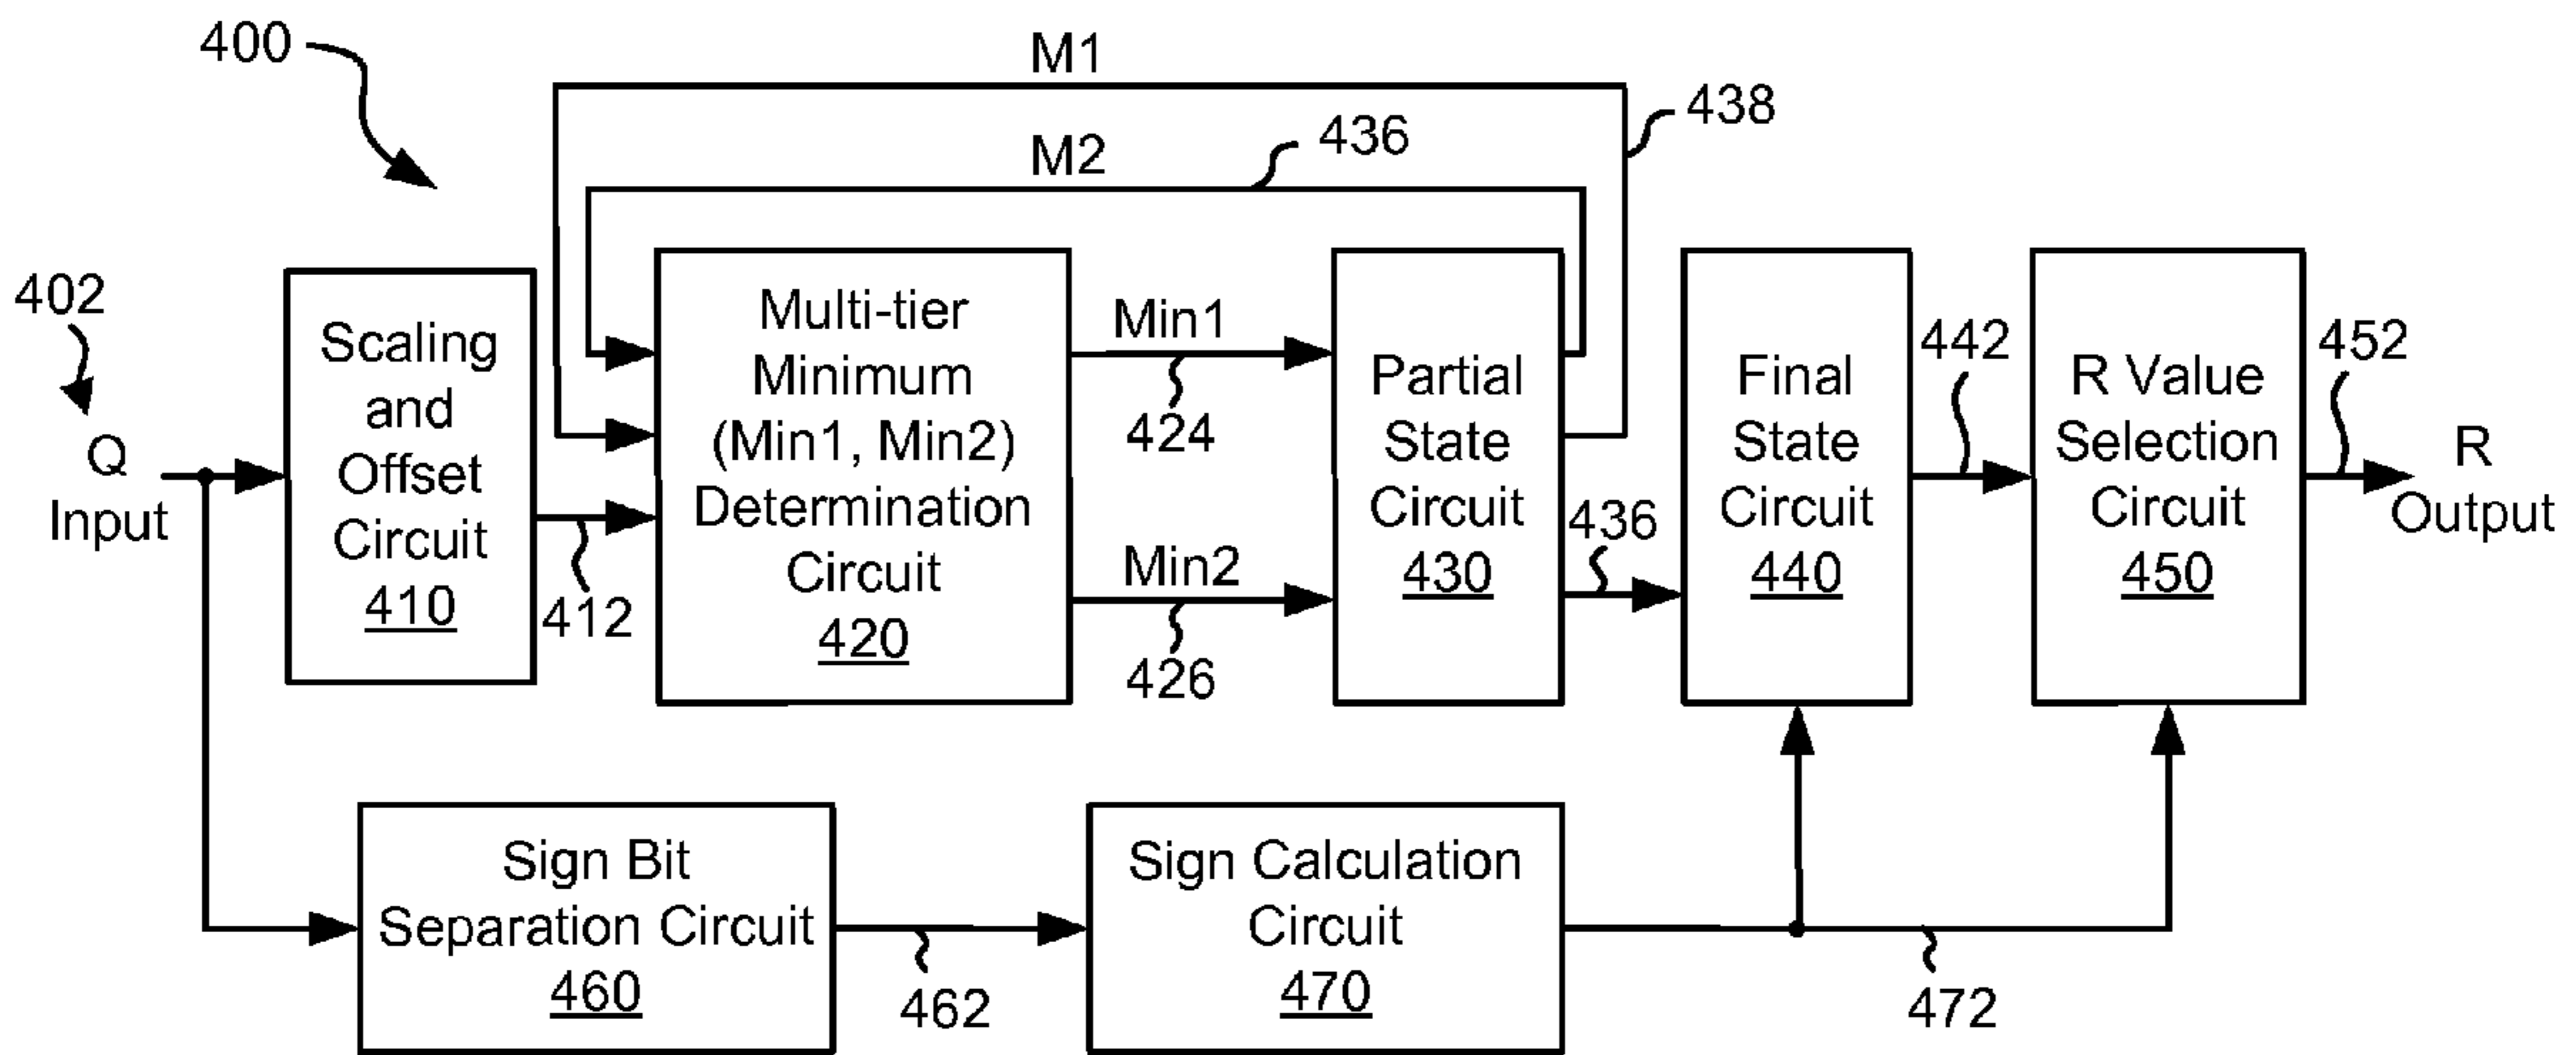 400
M1
438
M2
436
402
Q
Input
Scaling
and
Offset
Circuit
410
412
Multi-tier
Minimum
(Min1, Min2)
Determination
Circuit
420
Min1
424
Min2
426
Partial
State
Circuit
430
436
Final
State
Circuit
440
442
R Value
Selection
Circuit
450
452
R
Output
Sign Bit
Separation Circuit
460
462
Sign Calculation
Circuit
470
472